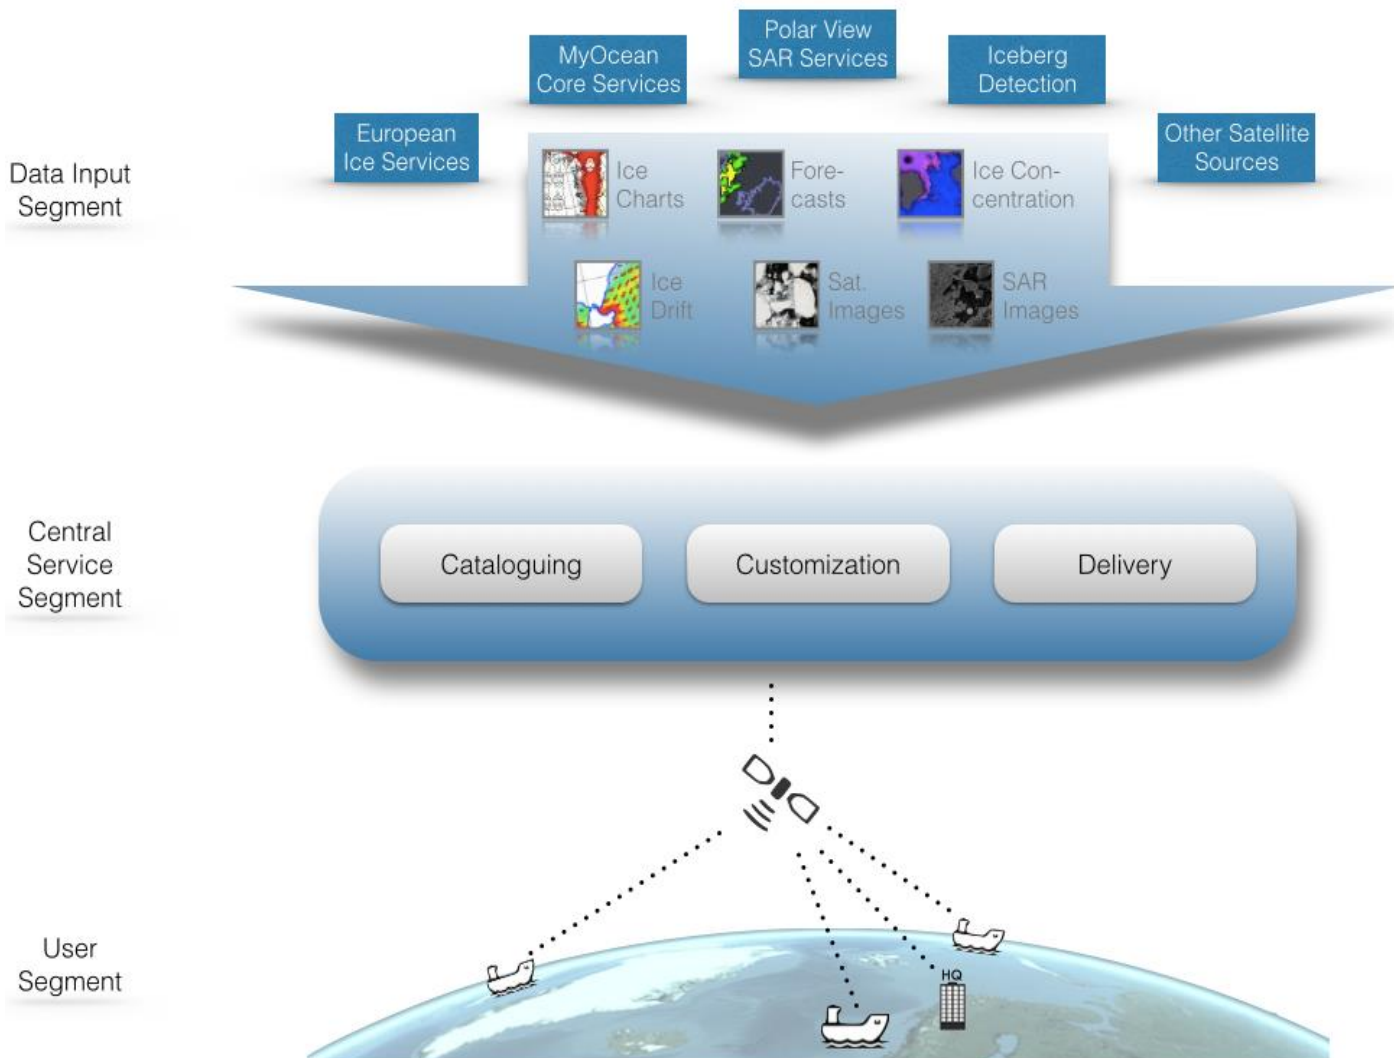 Polar View
SAR Services
MyOcean
Core Services
Iceberg
Detection
European
Ice Services
Other Satellite
Sources
Data Input
Segment
Ice
Charts
Fore-
casts
Ice Con-
centration
Ice
Drift
Sat.
Images
SAR
Images
Central
Service
Segment
Cataloguing
Customization
Delivery
User
Segment
HQ